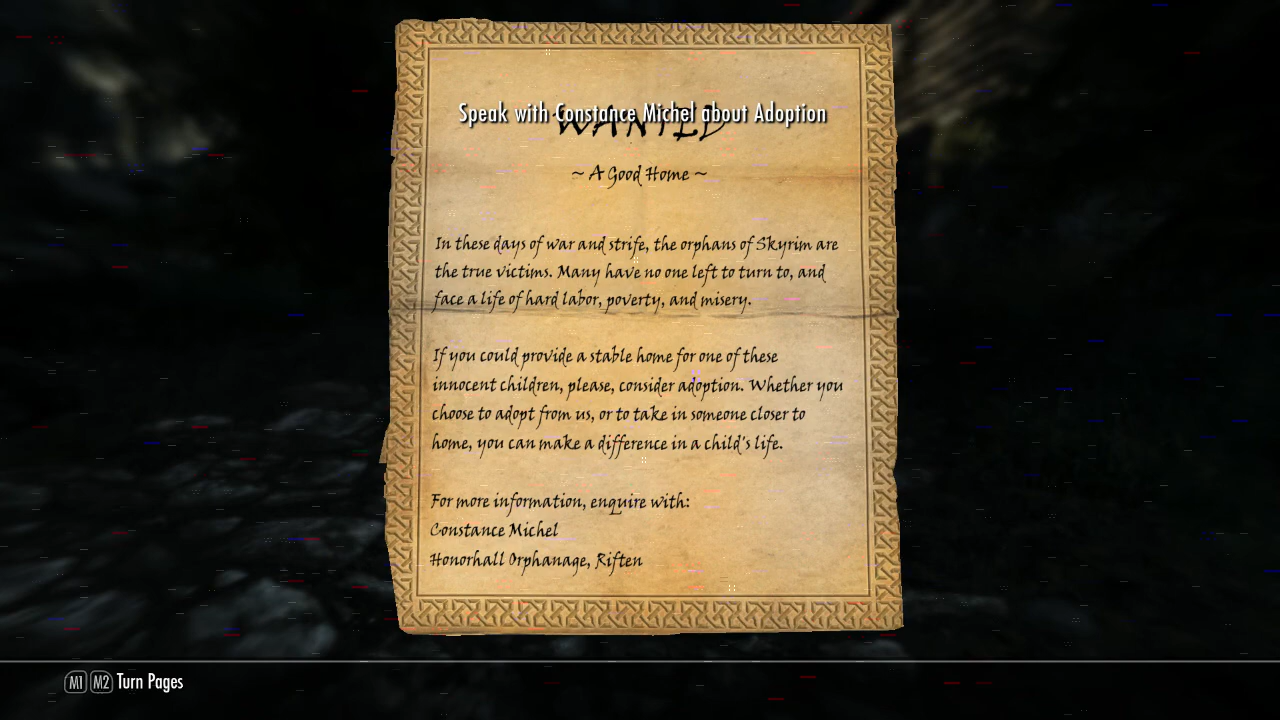 Speak with Constance Michel about Adoption
WANTED
~ A Good Home ~
In these days of war and strife, the orphans of Skyrim are
the true victims. Many have no one left to turn to, and
face a life of hard labor, poverty, and misery.
If you could provide a stable home for one of these
innocent children, please, consider adoption. Whether you
choose to adopt from us, or to take in someone closer to
home, you can make a difference in a child's life.
For more information, enquire with:
Constance Michel
Honorhall Orphanage, Riften
M1 M2 Turn Pages